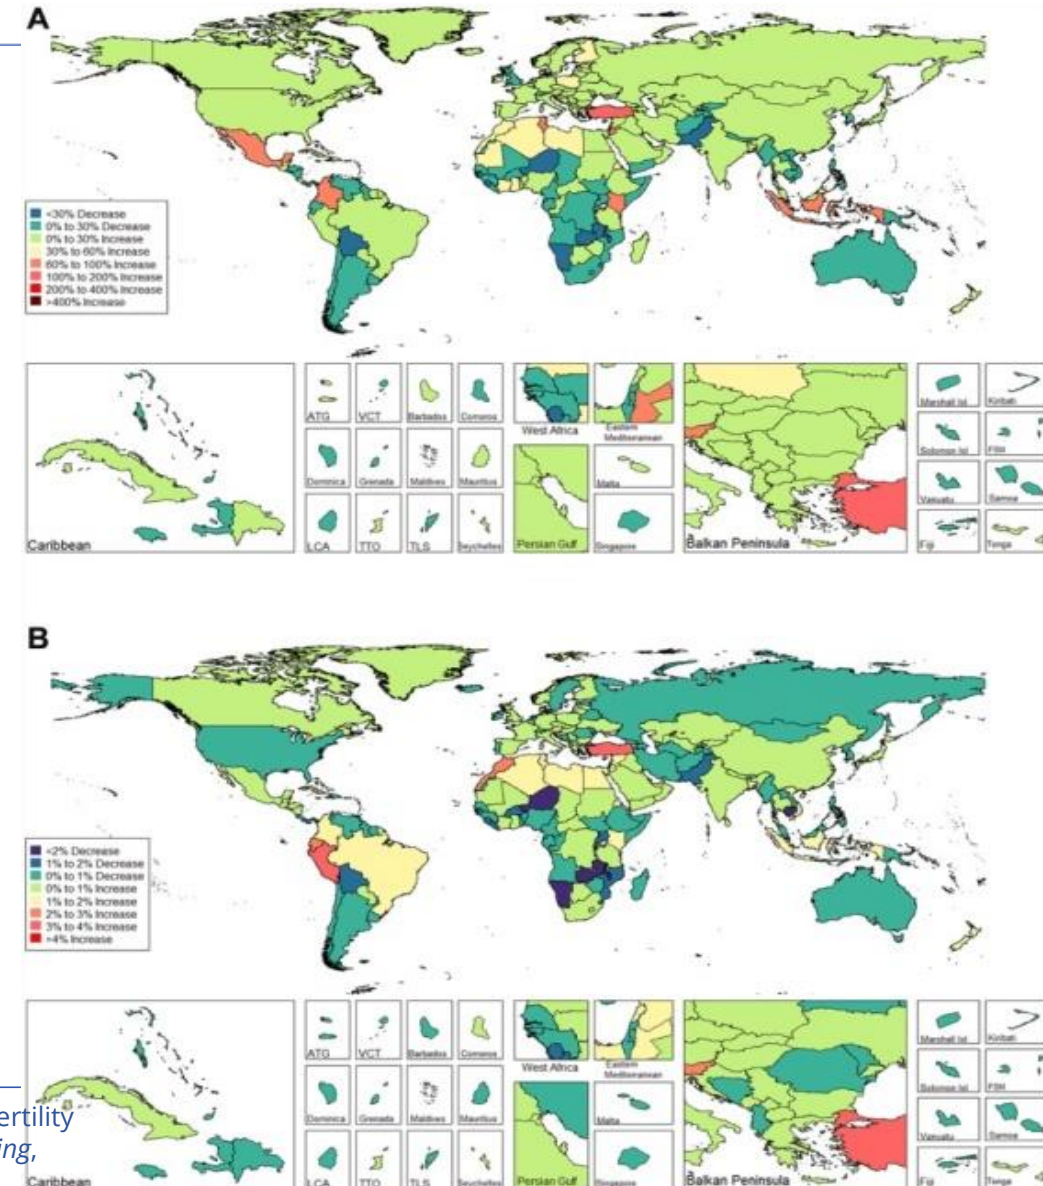 A
<30% Decrease
0% to 30% Decrease
0% to 30% Increase
30% to 60% Increase
60% to 100% Increase
100% to 200% Increase
200% to 400% Increase
>400% Increase
Caribbean
ATG
VCT
Barbados
Comoros
Dominica
Grenada
Maldives
Mauritius
LCA
TTO
TLS
Seychelles
West Africa
Eastern
Mediterranean
Persian Gulf
Malta
Singapore
Balkan Peninsula
Marshall Isl.
Kiribati
Solomon Isl.
FSM
Vanuatu
Samoa
Fiji
Tonga
B
<2% Decrease
1% to 2% Decrease
0% to 1% Decrease
0% to 1% Increase
1% to 2% Increase
2% to 3% Increase
3% to 4% Increase
>4% Increase
Caribbean
ATG
VCT
Barbados
Comoros
Dominica
Grenada
Maldives
Mauritius
LCA
TTO
TLS
Seychelles
West Africa
Eastern
Mediterranean
Persian Gulf
Malta
Singapore
Balkan Peninsula
Marshall Isl.
Kiribati
Solomon Isl.
FSM
Vanuatu
Samoa
Fiji
Tonga
ertility
ing,